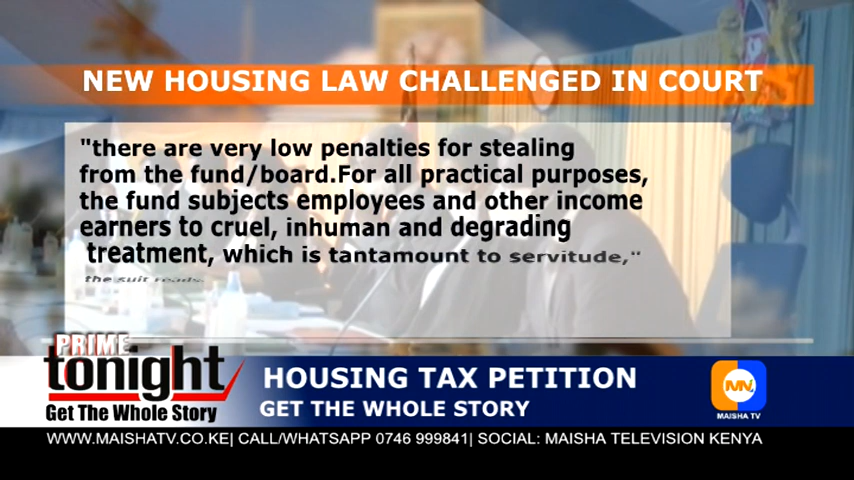 NEW HOUSING LAW CHALLENGED IN COURT
"there are very low penalties for stealing
from the fund/board.For all practical purposes,
the fund subjects employees and other income
earners to cruel, inhuman and degrading
treatment, which is tantamount to servitude,"
the suit reads.
PRIME
tonight
Get The Whole Story
HOUSING TAX PETITION
GET THE WHOLE STORY
MN
MAISHA TV
WWW.MAISHATV.CO.KE| CALL/WHATSAPP 0746 999841| SOCIAL: MAISHA TELEVISION KENYA